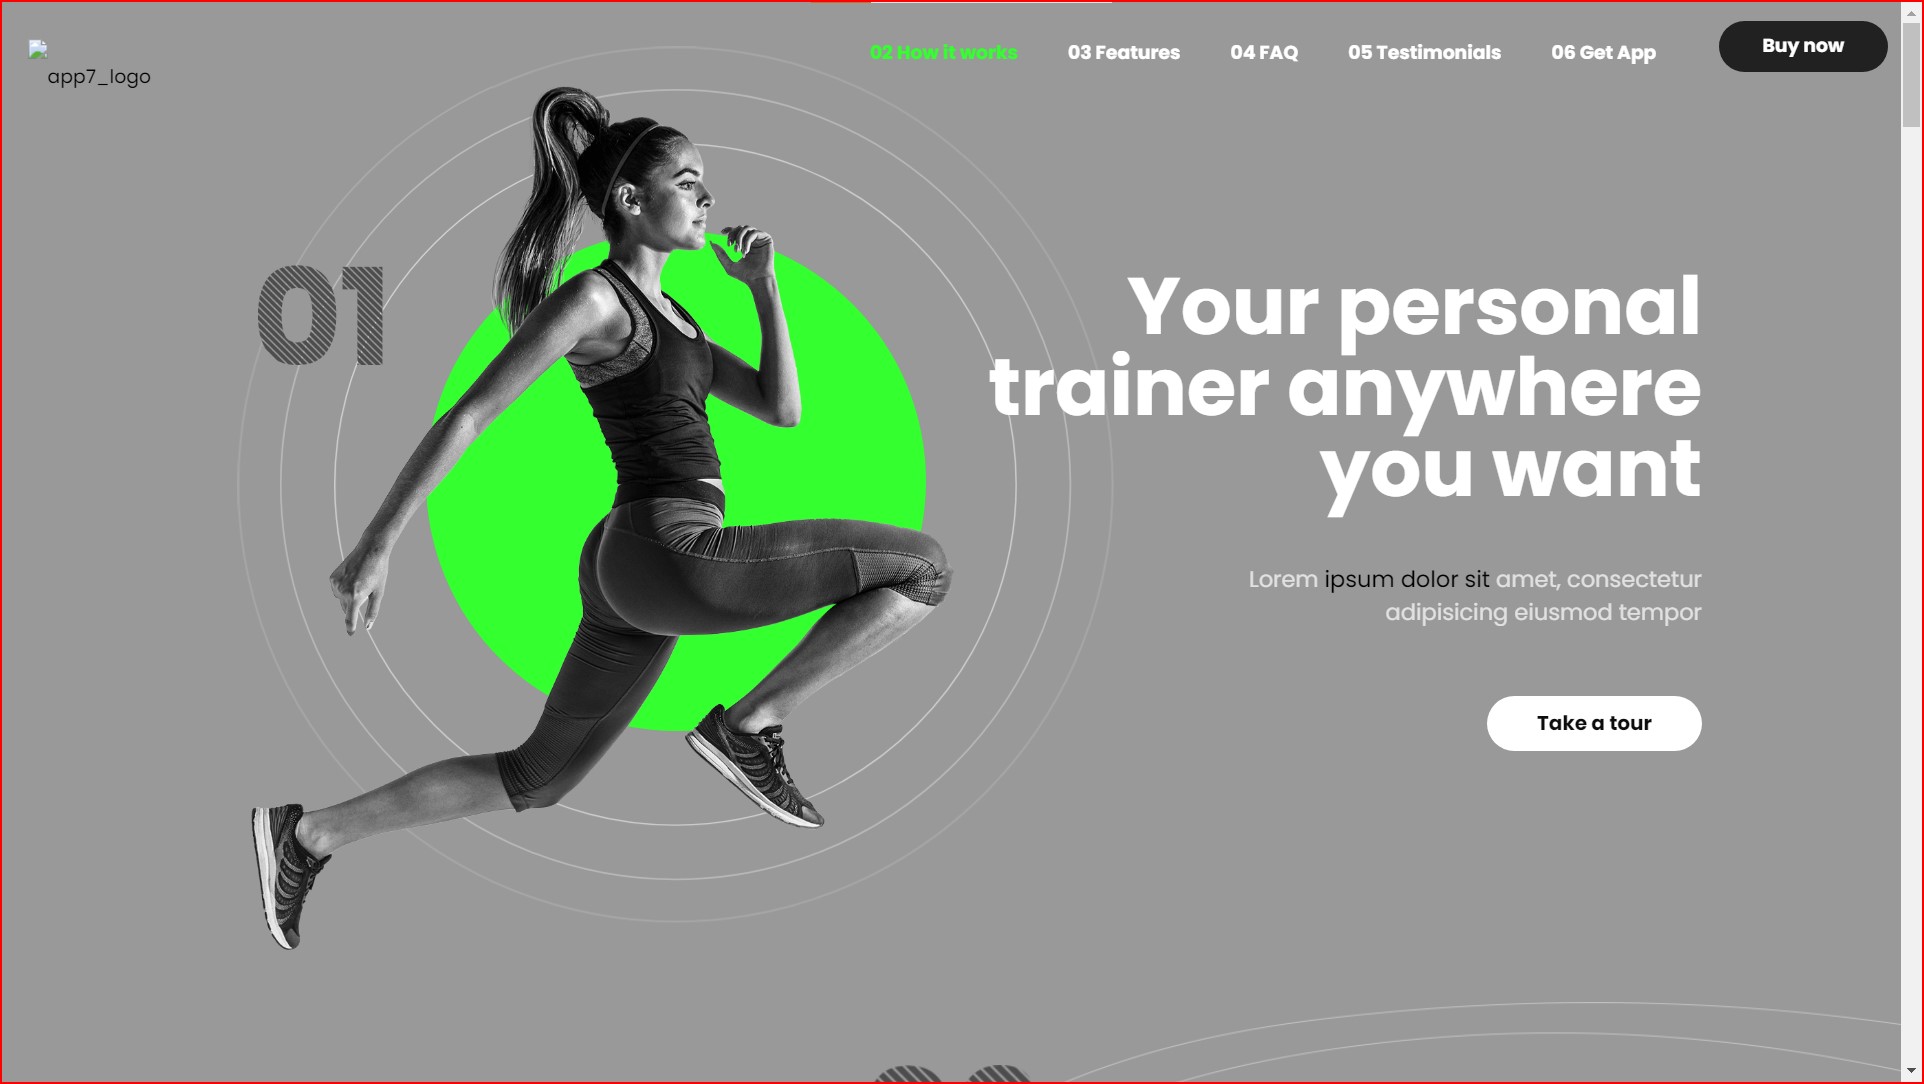 app7_logo
02 How it works
03 Features
04 FAQ
05 Testimonials
06 Get App
Buy now
01
Your personal
trainer anywhere
you want
Lorem ipsum dolor sit amet, consectetur
adipisicing eiusmod tempor
Take a tour